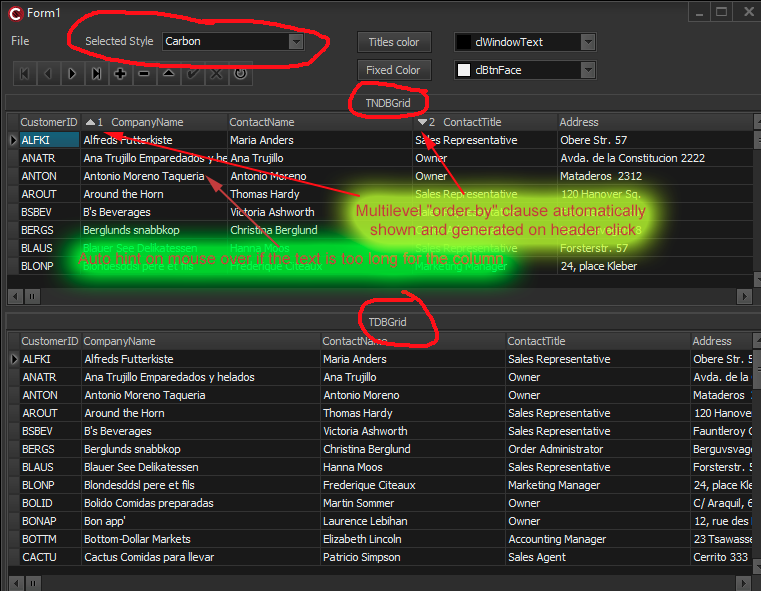 Form1
File Selected Style Carbon Titles color clWindowText
Fixed Color clBtnFace
TNDBGrid
CustomerID 1 CompanyName ContactName 2 ContactTitle Address
ALFKI Alfreds Futterkiste Maria Anders Sales Representative Obere Str. 57
ANATR Ana Trujillo Emparedados y he Ana Trujillo Owner Avda. de la Constitucion 2222
ANTON Antonio Moreno Taqueria Antonio Moreno Owner Mataderos 2312
AROUT Around the Horn Thomas Hardy Sales Representative 120 Hanover Sq.
BSBEV B's Beverages Victoria Ashworth
Multilevel "order by" clause automatically
shown and generated on header click
BERGS Berglunds snabbkop Christina Berglund
BLAUS Blauer See Delikatessen Hanna Moos Sales Representative Forsterstr. 57
Auto hint on mouse over if the text is too long for the column
BLONP Blondesddsl pere et fils Frederique Citeaux Marketing Manager 24, place Kleber
TDBGrid
CustomerID CompanyName ContactName ContactTitle Address
ALFKI Alfreds Futterkiste Maria Anders Sales Representative Obere Str. 5
ANATR Ana Trujillo Emparedados y helados Ana Trujillo Owner Avda. de la
ANTON Antonio Moreno Taqueria Antonio Moreno Owner Mataderos
AROUT Around the Horn Thomas Hardy Sales Representative 120 Hanove
BSBEV B's Beverages Victoria Ashworth Sales Representative Fauntleroy C
BERGS Berglunds snabbkop Christina Berglund Order Administrator Berguvsvage
BLAUS Blauer See Delikatessen Hanna Moos Sales Representative Forsterstr. 5
BLONP Blondesddsl pere et fils Frederique Citeaux Marketing Manager 24, place Kle
BOLID Bolido Comidas preparadas Martin Sommer Owner C/ Araquil, 6
BONAP Bon app' Laurence Lebihan Owner 12, rue des
BOTTM Bottom-Dollar Markets Elizabeth Lincoln Accounting Manager 23 Tsawasse
CACTU Cactus Comidas para llevar Patricio Simpson Sales Agent Cerrito 333